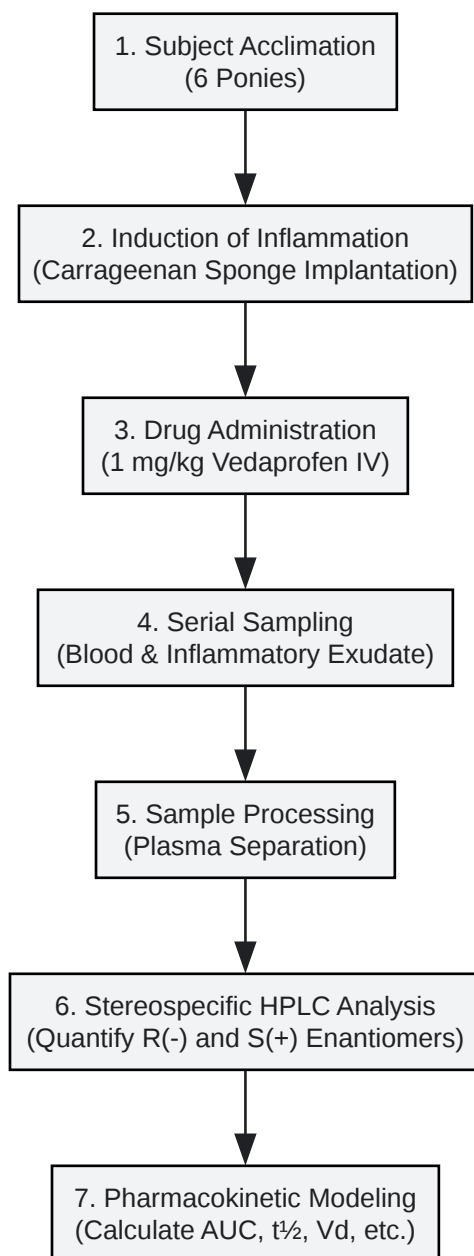 1. Subject Acclimation
(6 Ponies)
2. Induction of Inflammation
(Carrageenan Sponge Implantation)
3. Drug Administration
(1 mg/kg Vedaprofen IV)
4. Serial Sampling
(Blood & Inflammatory Exudate)
5. Sample Processing
(Plasma Separation)
6. Stereospecific HPLC Analysis
(Quantify R(-) and S(+) Enantiomers)
7. Pharmacokinetic Modeling
(Calculate AUC, t½, Vd, etc.)